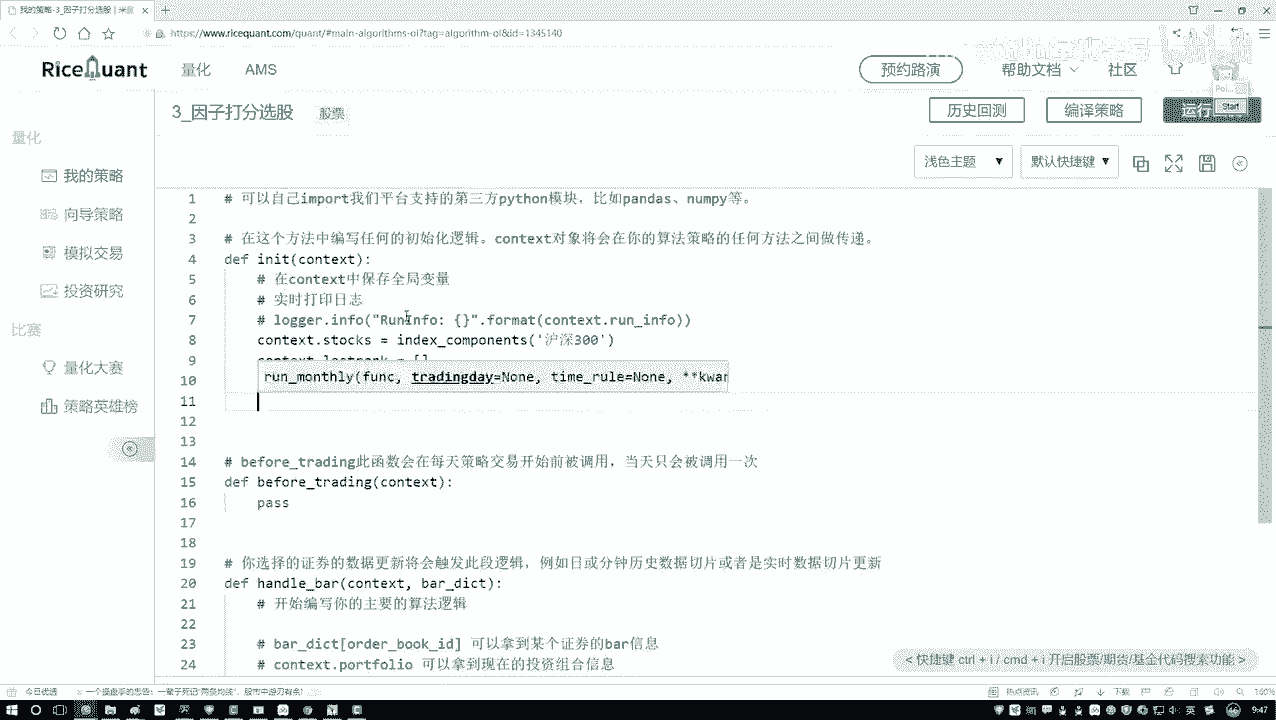 我的策略-3_因子打分选股 | 米
https://www.ricequant.com/quant/#main-algorithms-oi?tag=algorithm-ol&id=1345140
RiceQuant 量化 AMS 预约路演 帮助文档 社区
3_因子打分选股 股票 历史回测 编译策略 运行 Start
浅色主题 默认快捷键
量化
我的策略
向导策略
模拟交易
投资研究
比赛
量化大赛
策略英雄榜
1 # 可以自己import我们平台支持的第三方python模块，比如pandas、numpy等。
2
3 # 在这个方法中编写任何的初始化逻辑。context对象将会在你的算法策略的任何方法之间做传递。
4 def init(context):
5 # 在context中保存全局变量
6 # 实时打印日志
7 # logger.info("RunInfo: {}".format(context.run_info))
8 context.stocks = index_components('沪深300')
9
10 run_monthly(func, tradingday=None, time_rule=None, **kwar
11
12
13
14 # before_trading此函数会在每天策略交易开始前被调用，当天只会被调用一次
15 def before_trading(context):
16 pass
17
18
19 # 你选择的证券的数据更新将会触发此段逻辑，例如日或分钟历史数据切片或者是实时数据切片更新
20 def handle_bar(context, bar_dict):
21 # 开始编写你的主要的算法逻辑
22
23 # bar_dict[order_book_id] 可以拿到某个证券的bar信息
24 # context.portfolio 可以拿到现在的投资组合信息
< 快捷键 ctrl + i / cmd + i 开启股票/期货/基金代码搜索功能 >
今日优选 一个操盘手的忠告：一辈子死记"两条均线"，股市中游刃有余! 热点资讯 下载 160%
英 9:47